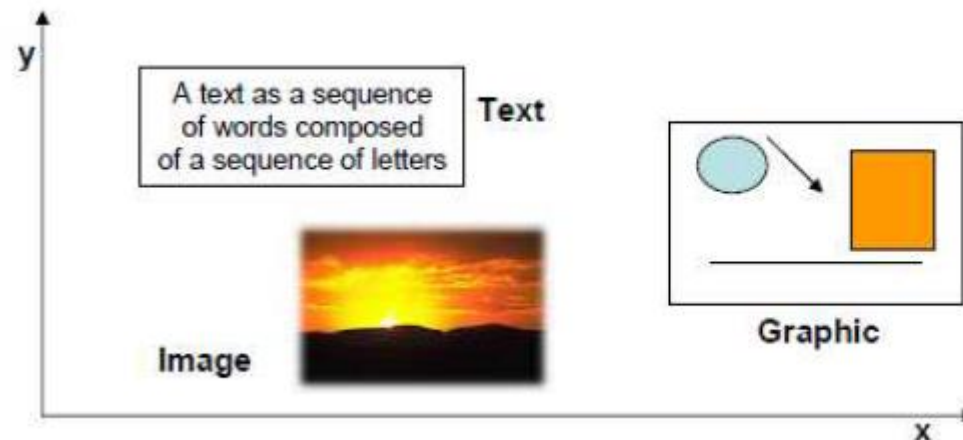 y
A text as a sequence
of words composed
of a sequence of letters
Text
Graphic
Image
x